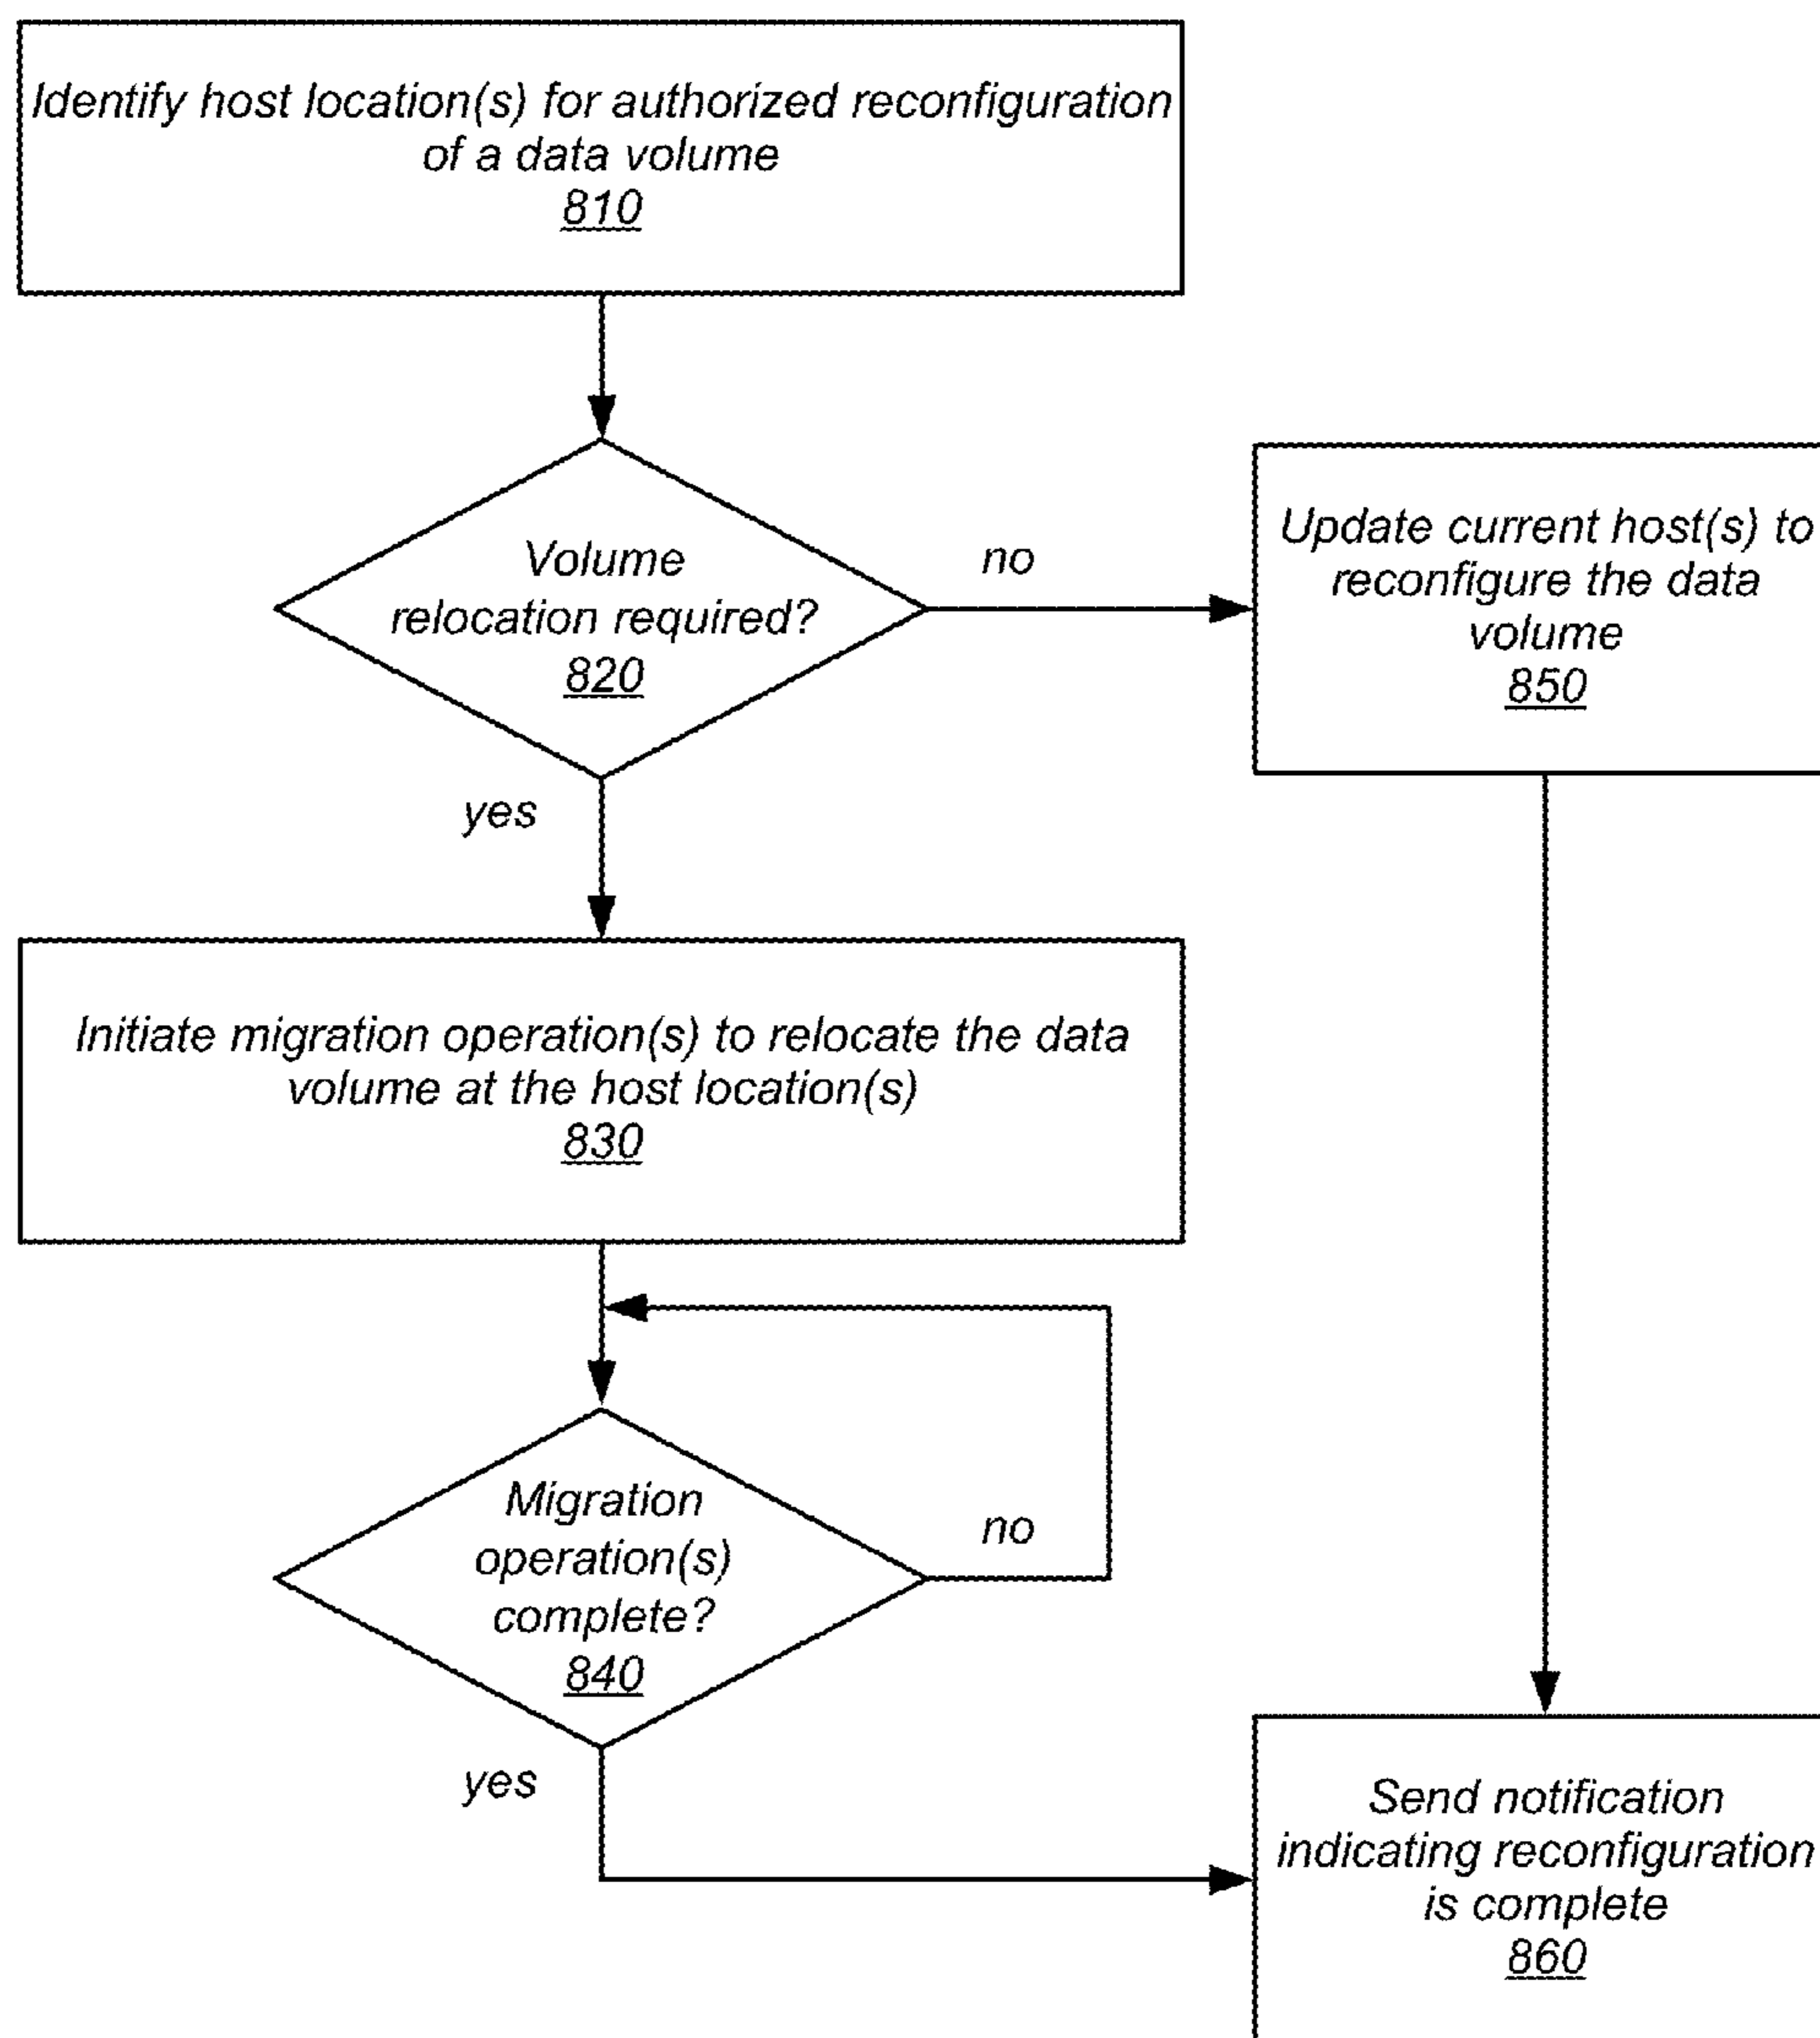 Identify host location(s) for authorized reconfiguration
of a data volume
810
Volume
relocation required?
820
no
Update current host(s) to
reconfigure the data
volume
850
yes
Initiate migration operation(s) to relocate the data
volume at the host location(s)
830
Migration
operation(s)
complete?
840
no
yes
Send notification
indicating reconfiguration
is complete
860